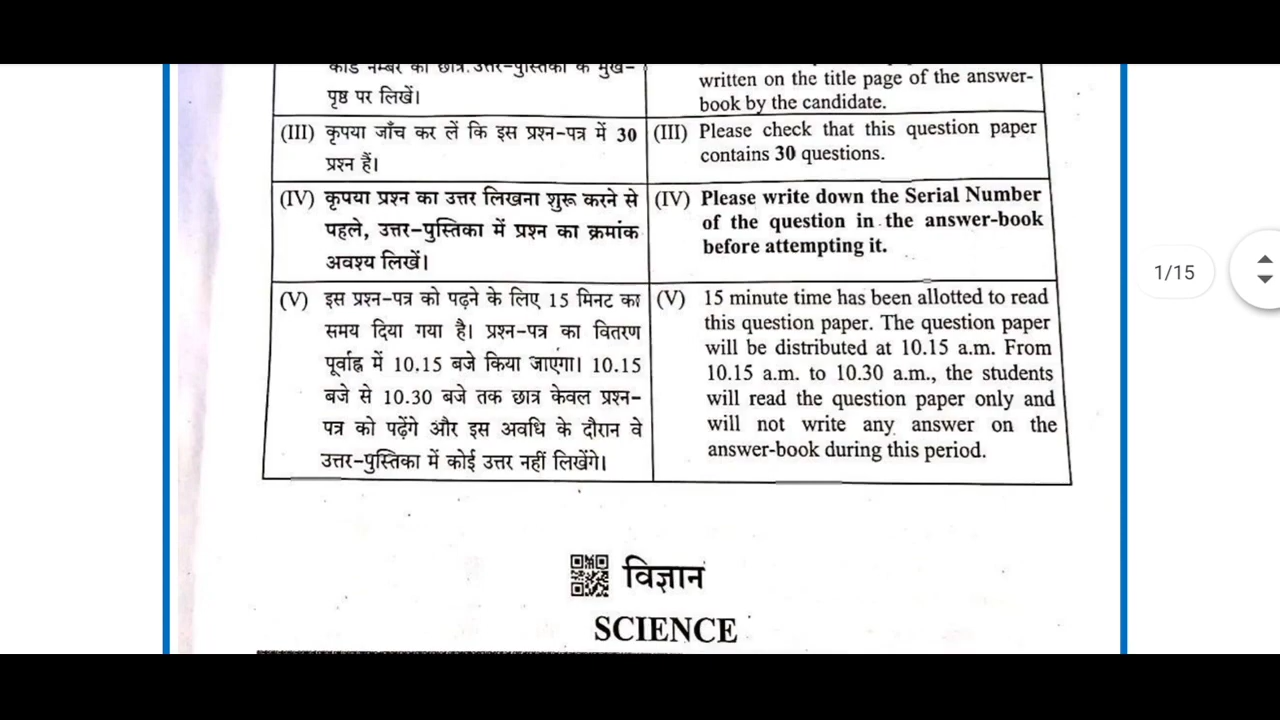 कोड नम्बर को छात्र उत्तर-पुस्तिका के मुख-
पृष्ठ पर लिखें।
written on the title page of the answer-
book by the candidate.
(III) कृपया जाँच कर लें कि इस प्रश्न-पत्र में 30
प्रश्न हैं।
(III) Please check that this question paper
contains 30 questions.
(IV) कृपया प्रश्न का उत्तर लिखना शुरू करने से
पहले, उत्तर-पुस्तिका में प्रश्न का क्रमांक
अवश्य लिखें।
(IV) Please write down the Serial Number
of the question in the answer-book
before attempting it.
(V) इस प्रश्न-पत्र को पढ़ने के लिए 15 मिनट का
समय दिया गया है। प्रश्न-पत्र का वितरण
पूर्वाह्न में 10.15 बजे किया जाएगा। 10.15
बजे से 10.30 बजे तक छात्र केवल प्रश्न-
पत्र को पढ़ेंगे और इस अवधि के दौरान वे
उत्तर-पुस्तिका में कोई उत्तर नहीं लिखेंगे।
(V) 15 minute time has been allotted to read
this question paper. The question paper
will be distributed at 10.15 a.m. From
10.15 a.m. to 10.30 a.m., the students
will read the question paper only and
will not write any answer on the
answer-book during this period.
1/15
विज्ञान
SCIENCE